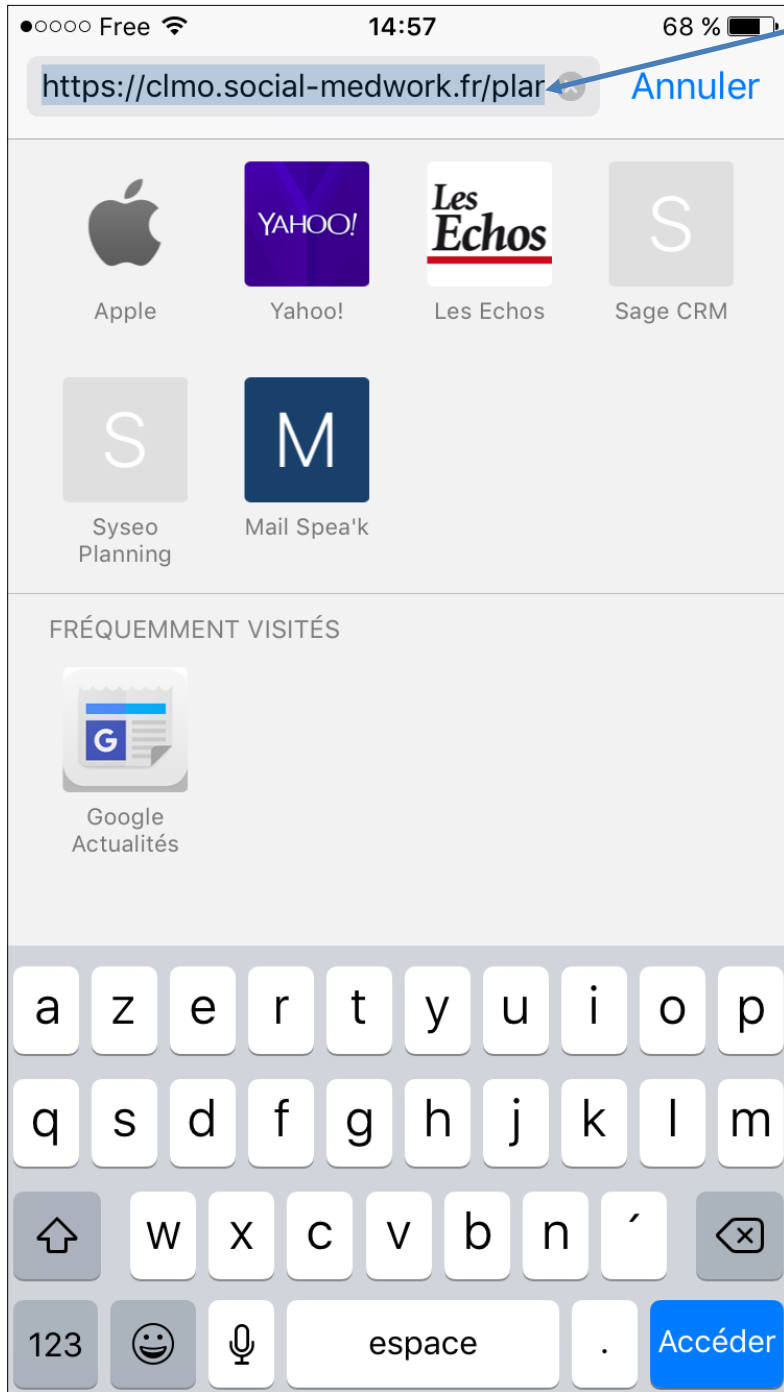 Free 14:57 68 %
https://clmo.social-medwork.fr/plar Annuler
YAHOO! Les Echos S
Apple Yahoo! Les Echos Sage CRM
S M
Syseo Planning Mail Spea'k
FRÉQUEMMENT VISITÉS
G
Google
Actualités
a z e r t y u i o p
q s d f g h j k l m
w x c v b n ´
123 espace . Accéder